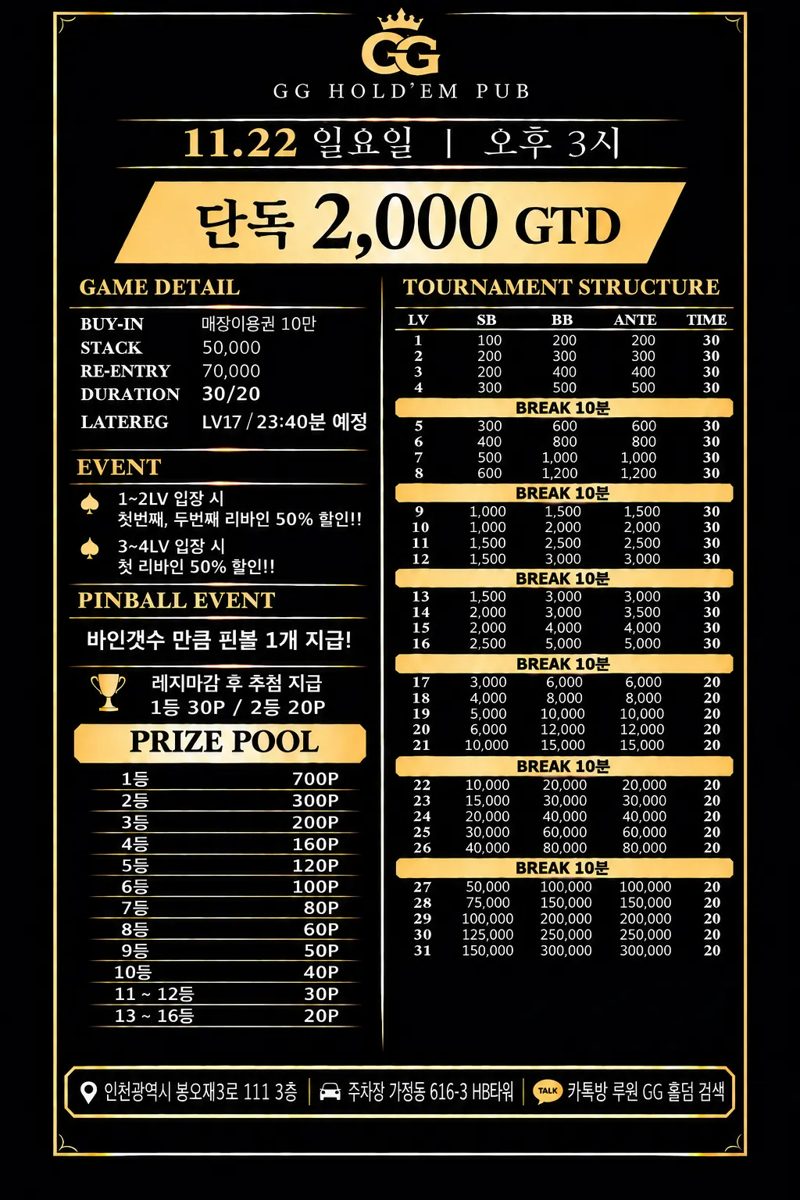 GG
GG HOLD'EM PUB
11.22 일요일 | 오후 3시
단독 2,000 GTD
GAME DETAIL
BUY-IN 매장이용권 10만
STACK 50,000
RE-ENTRY 70,000
DURATION 30/20
LATEREG LV17 / 23:40분 예정
EVENT
1~2LV 입장 시
첫번째, 두번째 리바인 50% 할인!!
3~4LV 입장 시
첫 리바인 50% 할인!!
PINBALL EVENT
바인갯수 만큼 핀볼 1개 지급!
레지마감 후 추첨 지급
1등 30P / 2등 20P
PRIZE POOL
1등 700P
2등 300P
3등 200P
4등 160P
5등 120P
6등 100P
7등 80P
8등 60P
9등 50P
10등 40P
11 ~ 12등 30P
13 ~ 16등 20P
TOURNAMENT STRUCTURE
LV SB BB ANTE TIME
1 100 200 200 30
2 200 300 300 30
3 200 400 400 30
4 300 500 500 30
BREAK 10분
5 300 600 600 30
6 400 800 800 30
7 500 1,000 1,000 30
8 600 1,200 1,200 30
BREAK 10분
9 1,000 1,500 1,500 30
10 1,000 2,000 2,000 30
11 1,500 2,500 2,500 30
12 1,500 3,000 3,000 30
BREAK 10분
13 1,500 3,000 3,000 30
14 2,000 3,000 3,500 30
15 2,000 4,000 4,000 30
16 2,500 5,000 5,000 30
BREAK 10분
17 3,000 6,000 6,000 20
18 4,000 8,000 8,000 20
19 5,000 10,000 10,000 20
20 6,000 12,000 12,000 20
21 10,000 15,000 15,000 20
BREAK 10분
22 10,000 20,000 20,000 20
23 15,000 30,000 30,000 20
24 20,000 40,000 40,000 20
25 30,000 60,000 60,000 20
26 40,000 80,000 80,000 20
BREAK 10분
27 50,000 100,000 100,000 20
28 75,000 150,000 150,000 20
29 100,000 200,000 200,000 20
30 125,000 250,000 250,000 20
31 150,000 300,000 300,000 20
인천광역시 봉오재3로 111 3층 | 주차장 가정동 616-3 HB타워 | TALK 카톡방 루원 GG 홀덤 검색